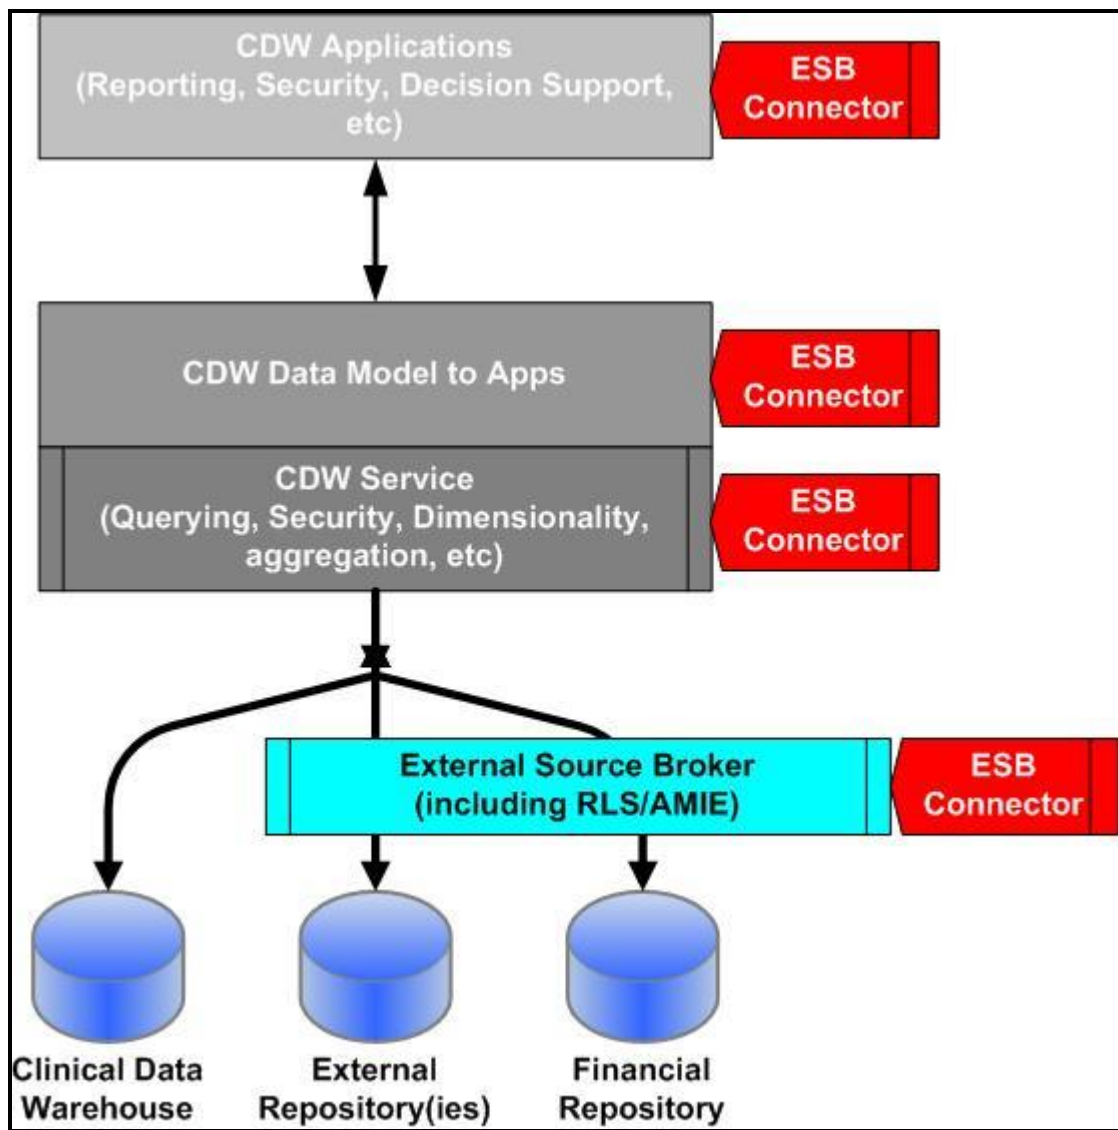 CDW Applications
(Reporting, Security, Decision Support,
etc)
ESB
Connector
CDW Data Model to Apps
ESB
Connector
CDW Service
(Querying, Security, Dimensionality,
aggregation, etc)
ESB
Connector
External Source Broker
(including RLS/AMIE)
ESB
Connector
Clinical Data
Warehouse
External
Repository(ies)
Financial
Repository